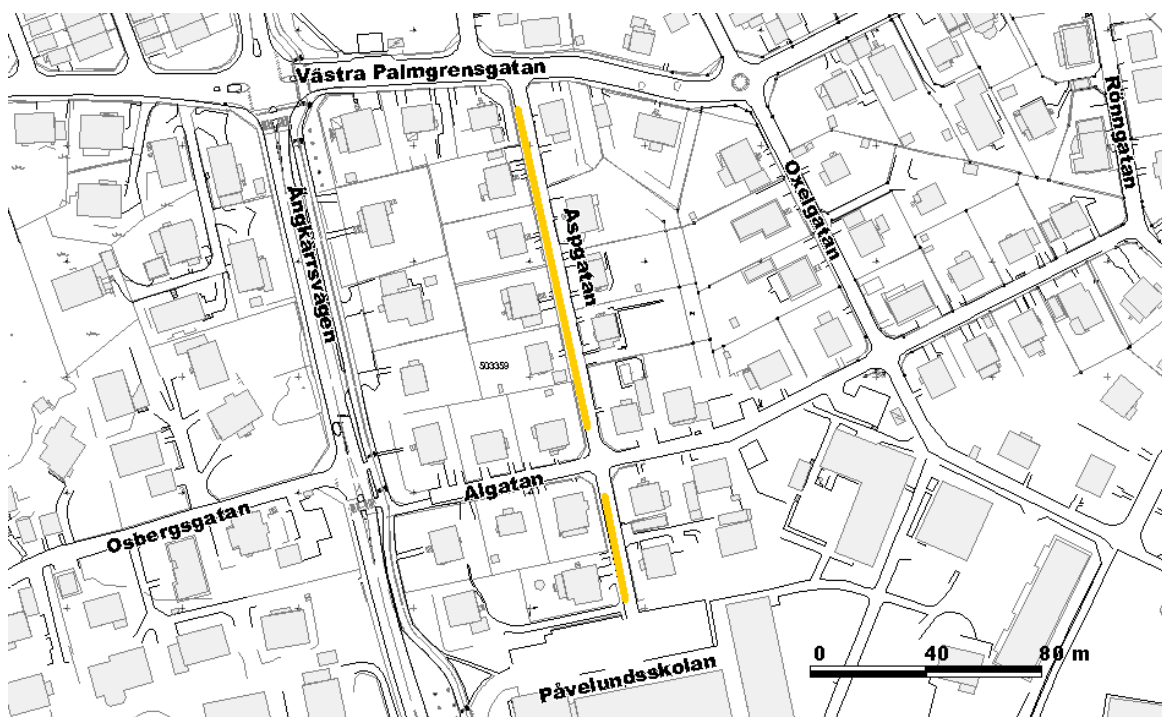 Västra Palmgrensgatan
Rönngatan
Ängkärrsvägen
Aspgatan
Oxelgatan
503359
Algatan
Osbergsgatan
0 40 80 m
Påvelundsskolan